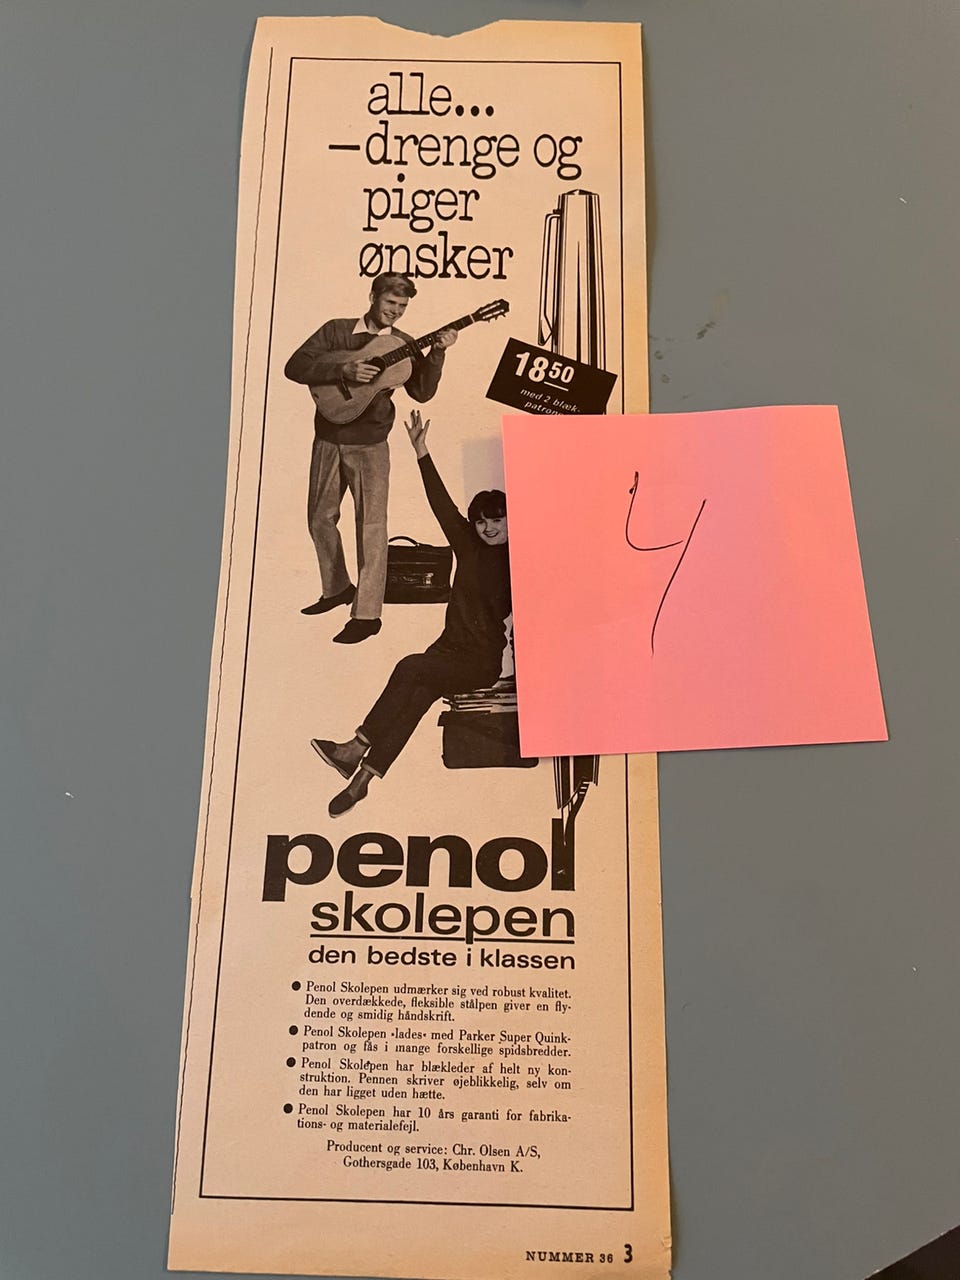 alle...
—drenge og
piger
ønsker
18 50
med 2 blæk-
4
penol
skolepen
den bedste i klassen
● Penol Skolepen udmærker sig ved robust kvalitet.
Den overdækkede, fleksible stålpen giver en fly-
dende og smidig håndskrift.
● Penol Skolepen »lades« med Parker Super Quink-
patron og fås i mange forskellige spidsbredder.
● Penol Skolepen har blækleder af helt ny kon-
struktion. Pennen skriver øjeblikkelig, selv om
den har ligget uden hætte.
● Penol Skolepen har 10 års garanti for fabrika-
tions- og materialefejl.
Producent og service: Chr. Olsen A/S,
Gothersgade 103, København K.
NUMMER 36 3